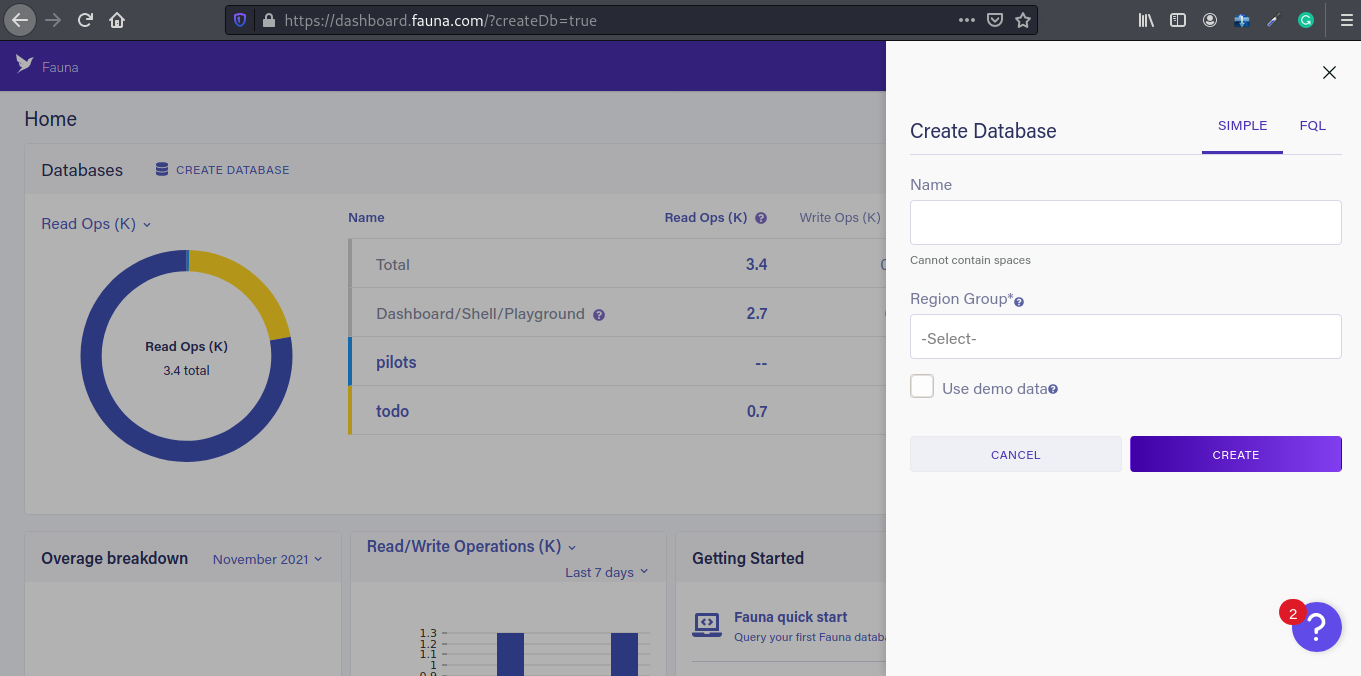 https://dashboard.fauna.com/?createDb=true
Fauna
Home
Databases
CREATE DATABASE
Read Ops (K)
Read Ops (K)
3.4 total
Name Read Ops (K) ? Write Ops (K)
Total 3.4
Dashboard/Shell/Playground ? 2.7
pilots --
todo 0.7
Overage breakdown
November 2021
Read/Write Operations (K)
Last 7 days
1.3
1.2
1.1
1
0.9
Getting Started
Fauna quick start
Query your first Fauna databa
Create Database
SIMPLE
FQL
Name
Cannot contain spaces
Region Group*?
-Select-
Use demo data?
CANCEL
CREATE
2
?